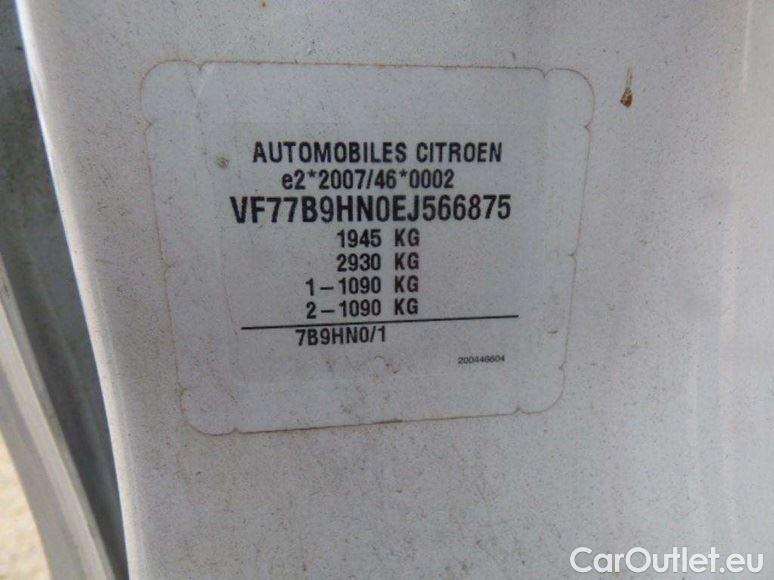 AUTOMOBILES CITROEN
e2*2007/46*0002
VF77B9HN0EJ566875
1945 KG
2930 KG
1-1090 KG
2-1090 KG
7B9HN0/1
200446604
CarOutlet.eu